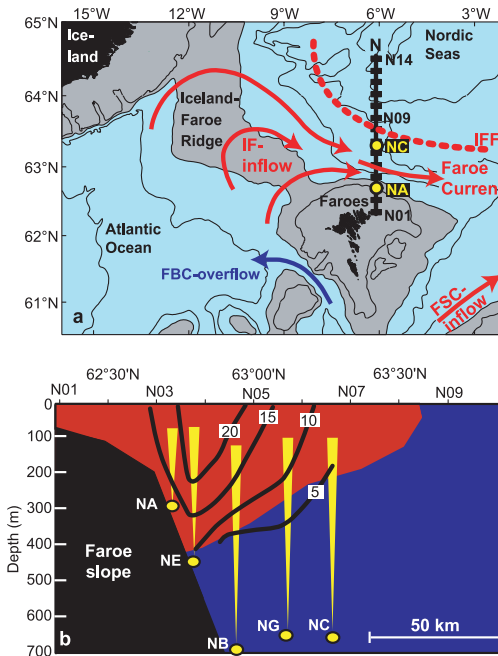 65°N
15°W
12°W
9°W
6°W
3°W
Ice-
land
Nordic
Seas
N
N14
64°N
Iceland-
Faroe
Ridge
N09
IFF
IF-
inflow
NC
63°N
Faroe
Curren
NA
Faroes
N01
Atlantic
Ocean
62°N
FBC-overflow
FSC-
inflow
61°N
a
62°30'N
63°00'N
63°30'N
N01
N03
N05
N07
N09
0
100
200
300
400
500
600
700
Depth (m)
20
15
10
5
NA
NE
Faroe
slope
NB
NG
NC
50 km
b